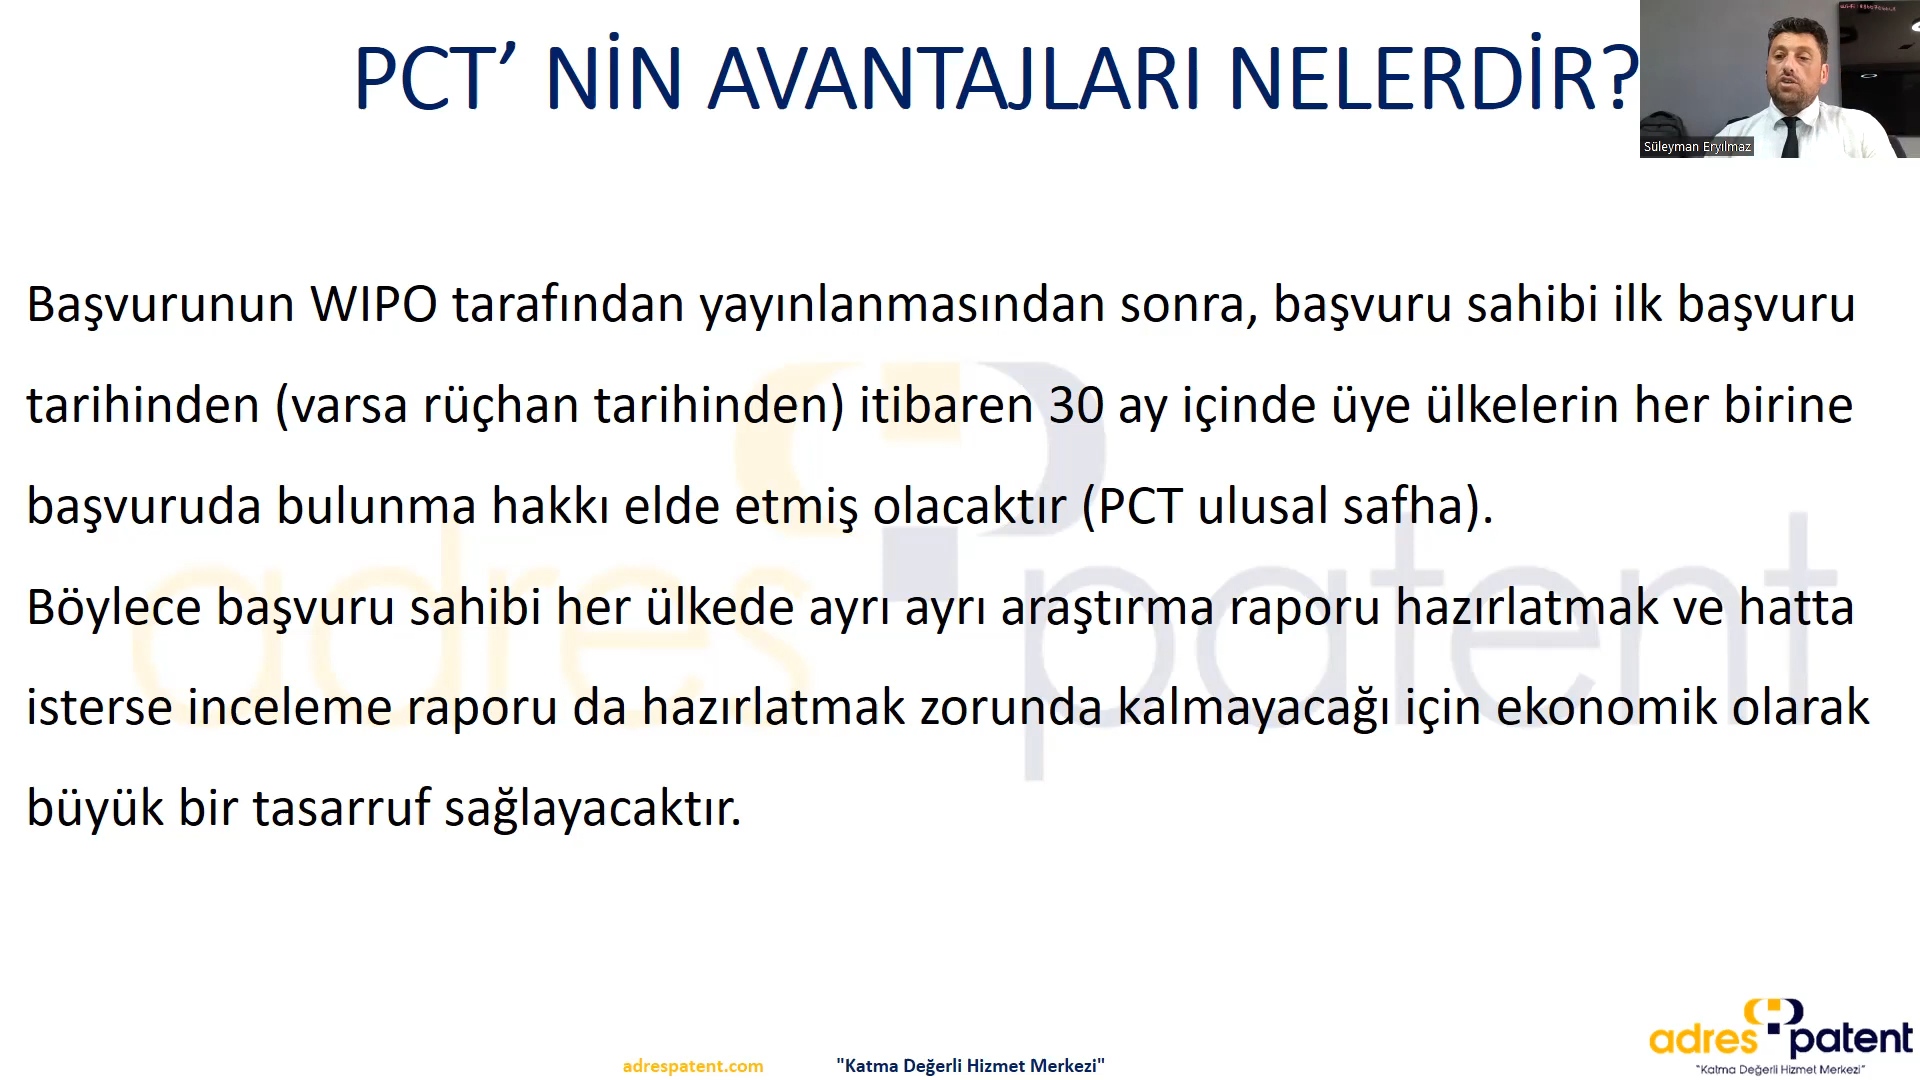 PCT’ NİN AVANTAJLARI NELERDİR?
Süleyman Eryılmaz
Başvurunun WIPO tarafından yayınlanmasından sonra, başvuru sahibi ilk başvuru
tarihinden (varsa rüçhan tarihinden) itibaren 30 ay içinde üye ülkelerin her birine
başvuruda bulunma hakkı elde etmiş olacaktır (PCT ulusal safha).
Böylece başvuru sahibi her ülkede ayrı ayrı araştırma raporu hazırlatmak ve hatta
isterse inceleme raporu da hazırlatmak zorunda kalmayacağı için ekonomik olarak
büyük bir tasarruf sağlayacaktır.
adres patent
adrespatent.com "Katma Değerli Hizmet Merkezi"
adres patent
"Katma Değerli Hizmet Merkezi"